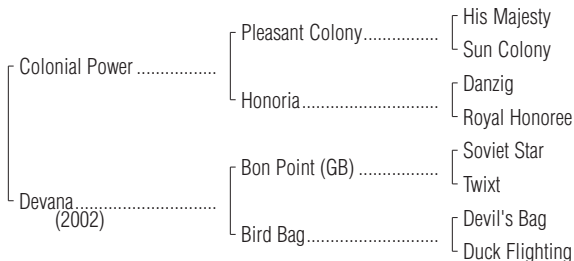 His Majesty
Pleasant Colony................
Sun Colony
Colonial Power .................
Danzig
Honoria.............................
Royal Honoree
Soviet Star
Bon Point (GB) .................
Twixt
Devana..............................
(2002)
Devil's Bag
Bird Bag............................
Duck Flighting